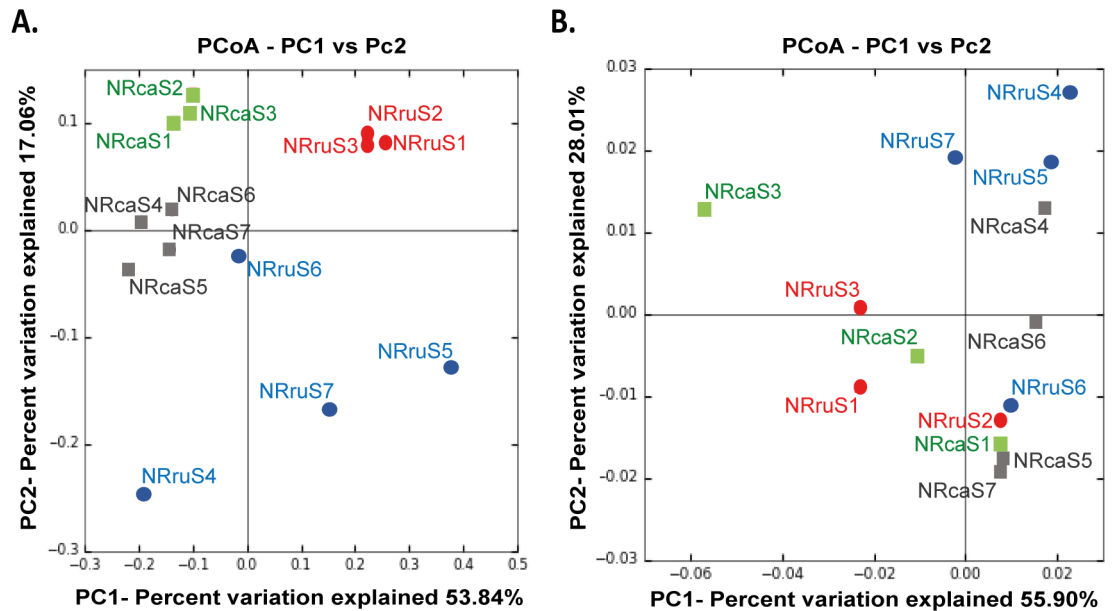 A.
PCoA - PC1 vs Pc2
PC2- Percent variation explained 17.06%
0.1
0.0
−0.1
−0.2
−0.3
NRcaS2
NRcaS3
NRcaS1
NRruS2
NRruS3
NRruS1
NRcaS4
NRcaS6
NRcaS7
NRcaS5
NRruS6
NRruS5
NRruS7
NRruS4
−0.3
−0.2
−0.1
0.0
0.1
0.2
0.3
0.4
0.5
PC1- Percent variation explained 53.84%
B.
PCoA - PC1 vs Pc2
PC2- Percent variation explained 28.01%
0.03
0.02
0.01
0.00
−0.01
−0.02
−0.03
NRruS4
NRruS7
NRruS5
NRcaS3
NRcaS4
NRruS3
NRcaS2
NRcaS6
NRruS1
NRruS6
NRruS2
NRcaS1
NRcaS5
NRcaS7
−0.06
−0.04
−0.02
0.00
0.02
PC1- Percent variation explained 55.90%